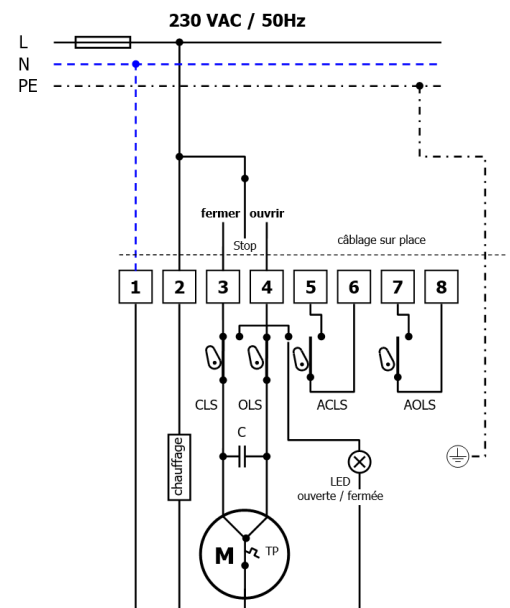 230 VAC / 50Hz
L
N
PE
fermer ouvrir
Stop
câblage sur place
1 2 3 4 5 6 7 8
CLS OLS ACLS AOLS
C
chauffage
LED
ouverte / fermée
M TP